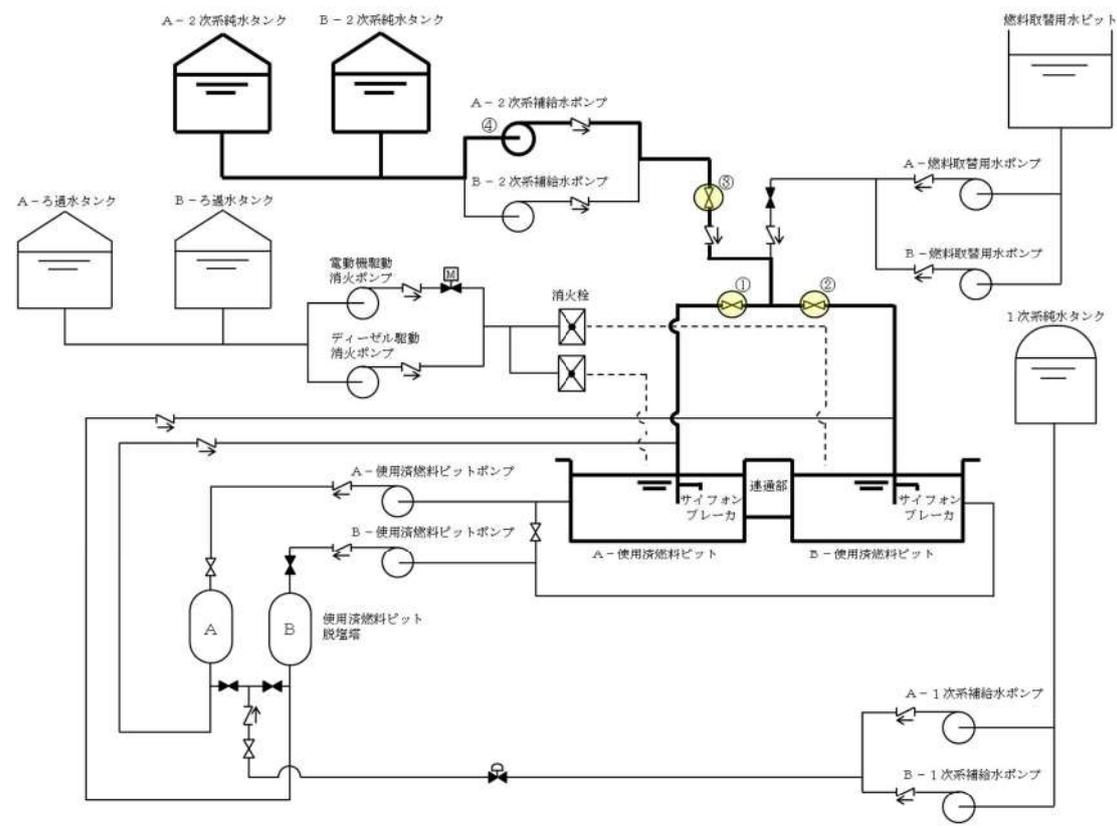 A-2次系純水タンク
B-2次系純水タンク
燃料取替用水ピット
A-2次系補給水ポンプ
④
A-燃料取替用水ポンプ
B-2次系補給水ポンプ
③
A-ろ過水タンク
B-ろ過水タンク
電動機駆動
消火ポンプ
M
B-燃料取替用水ポンプ
①
②
消火栓
1次系純水タンク
ディーゼル駆動
消火ポンプ
A-使用済燃料ピットポンプ
連通部
サイフォン
ブレーカ
サイフォン
ブレーカ
B-使用済燃料ピットポンプ
A-使用済燃料ピット
B-使用済燃料ピット
A
B
使用済燃料ピット
脱塩塔
A-1次系補給水ポンプ
B-1次系補給水ポンプ